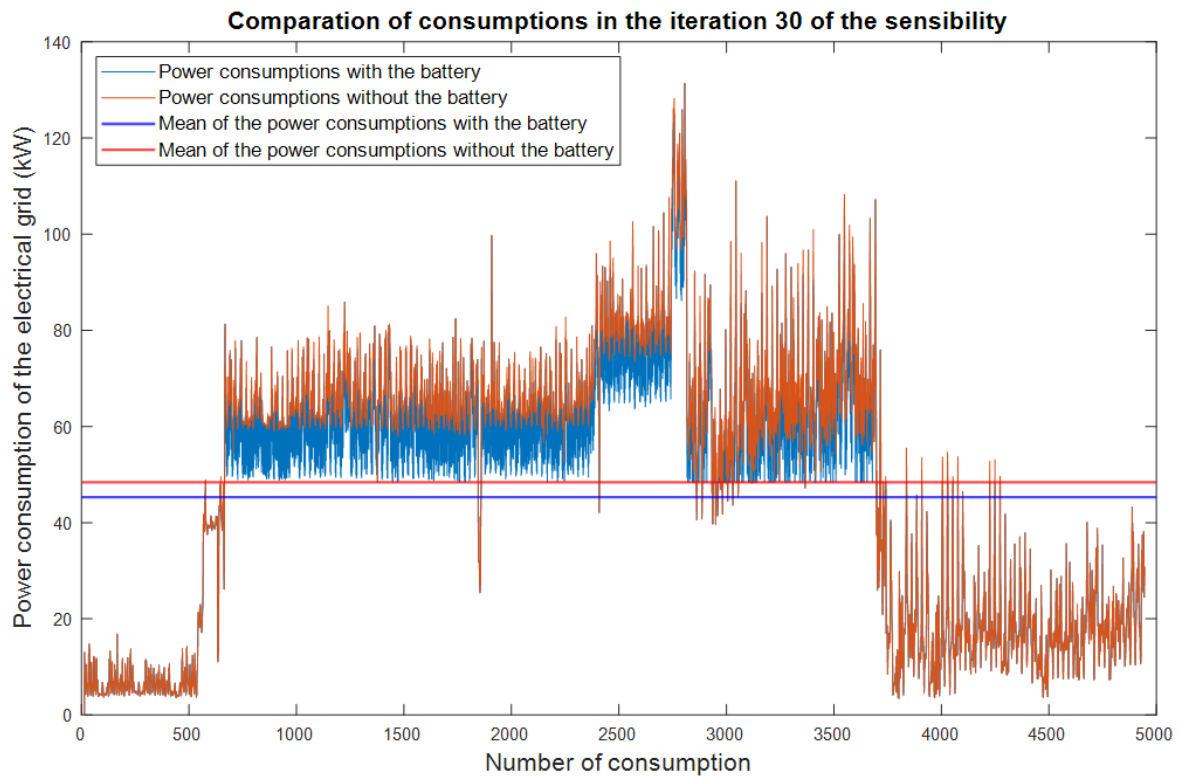 Comparation of consumptions in the iteration 30 of the sensibility
Power consumptions with the battery
Power consumptions without the battery
Mean of the power consumptions with the battery
Mean of the power consumptions without the battery
Power consumption of the electrical grid (kW)
140
120
100
80
60
40
20
0
0 500 1000 1500 2000 2500 3000 3500 4000 4500 5000
Number of consumption